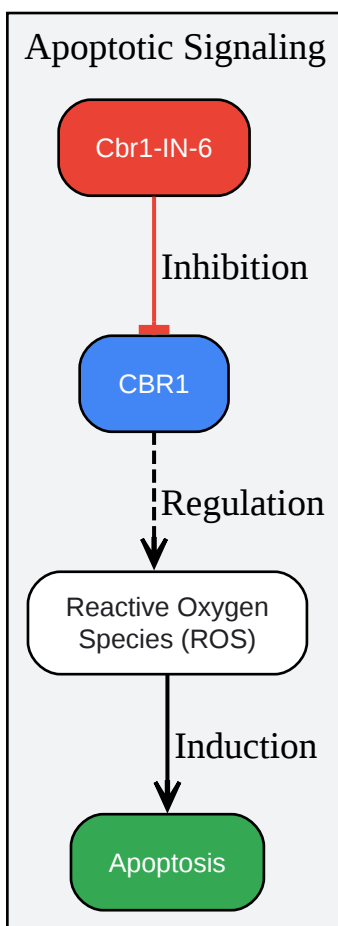 Apoptotic Signaling
Cbr1-IN-6
Inhibition
CBR1
Regulation
Reactive Oxygen
Species (ROS)
Induction
Apoptosis